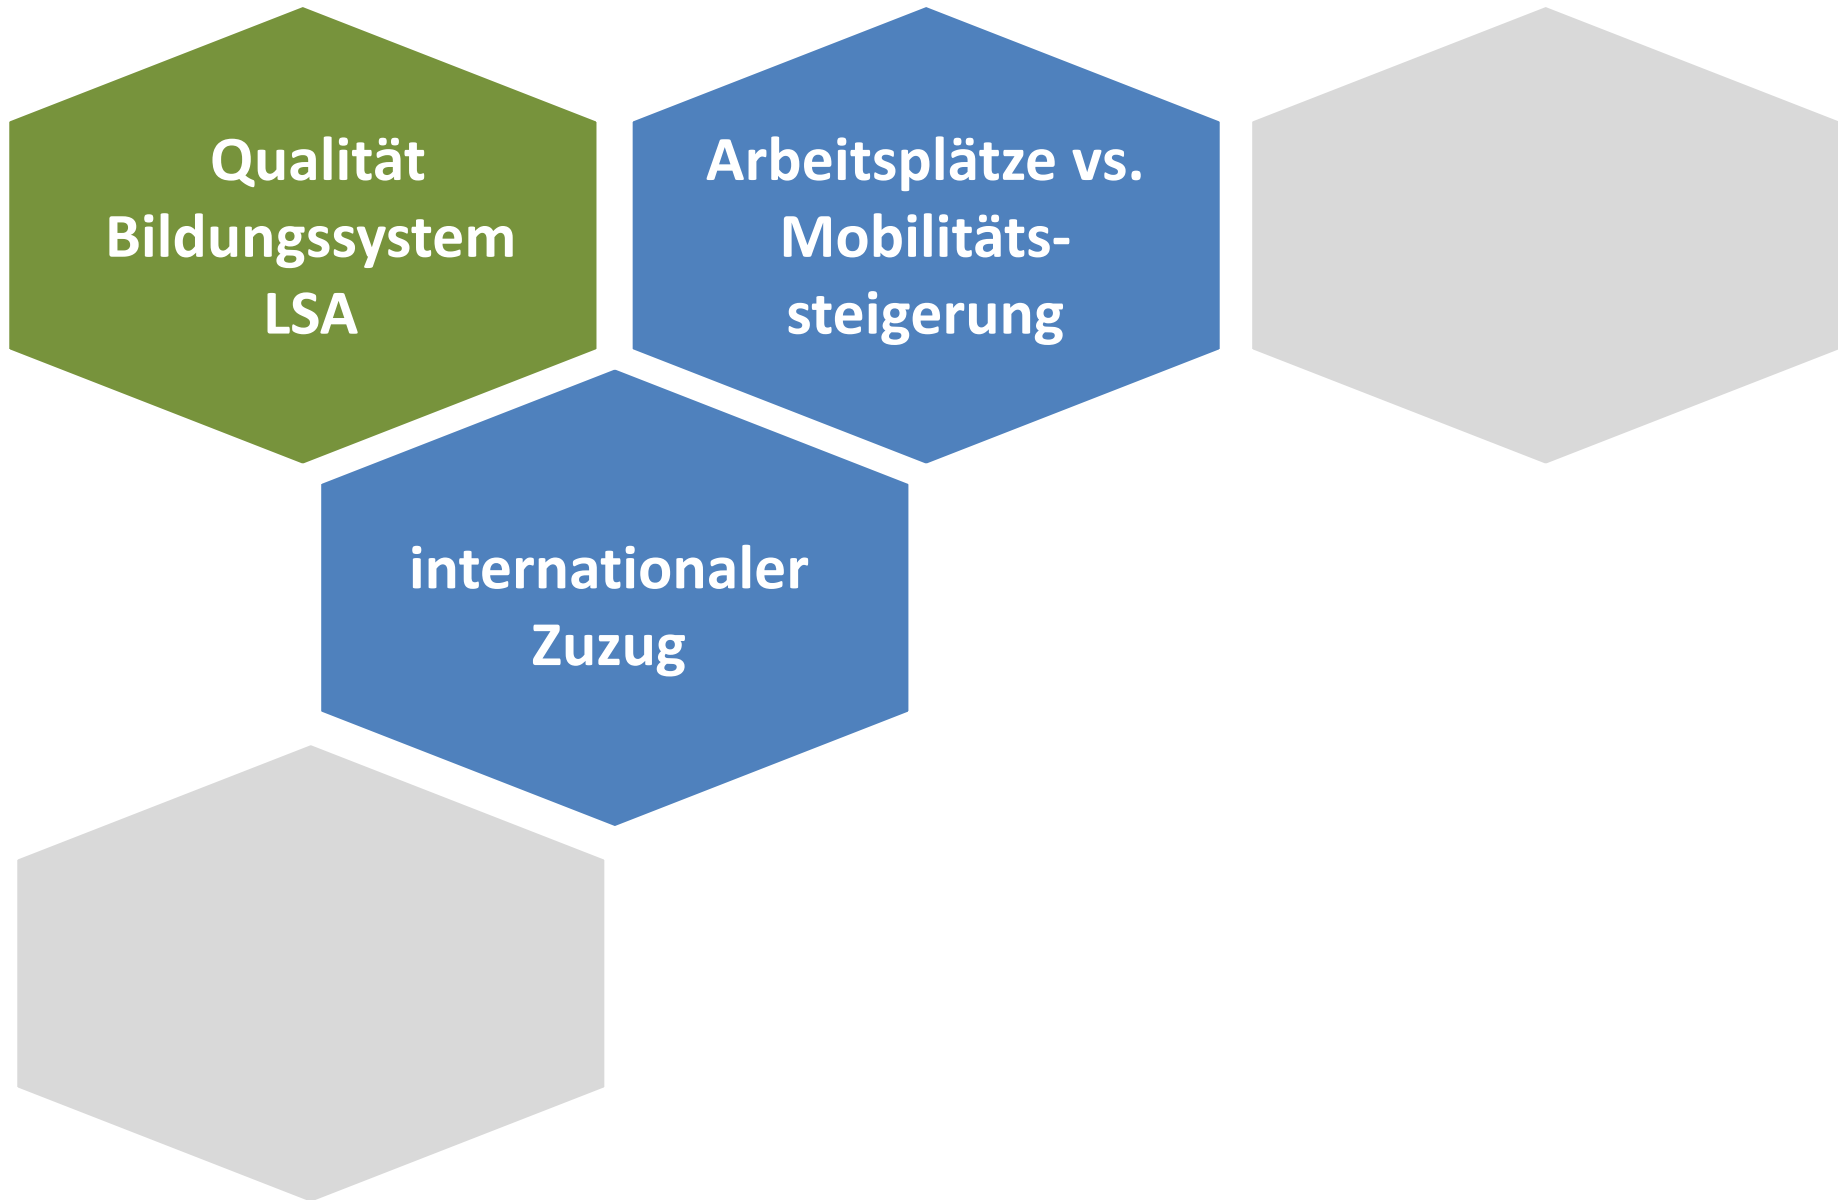 Qualität
Bildungssystem
LSA
Arbeitsplätze vs.
Mobilitäts-
steigerung
internationaler
Zuzug